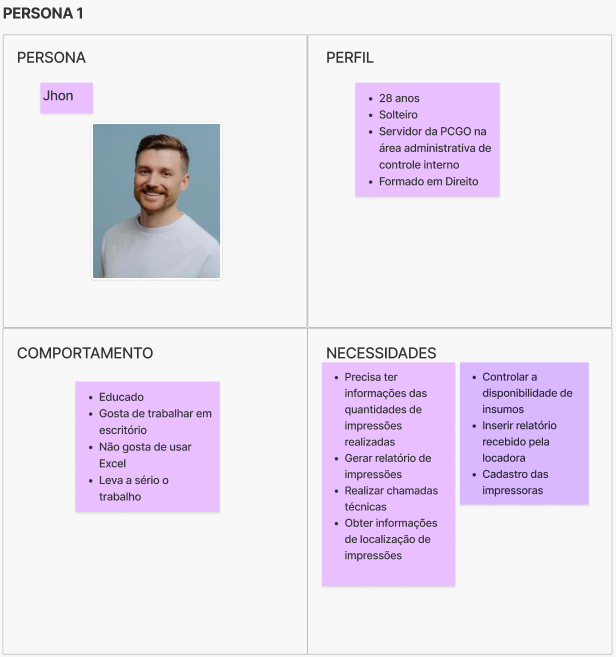 PERSONA 1
PERSONA
Jhon
PERFIL
• 28 anos
• Solteiro
• Servidor da PCGO na
área administrativa de
controle interno
• Formado em Direito
COMPORTAMENTO
• Educado
• Gosta de trabalhar em
escritório
• Não gosta de usar
Excel
• Leva a sério o
trabalho
NECESSIDADES
• Precisa ter
informações das
quantidades de
impressões
realizadas
• Gerar relatório de
impressões
• Realizar chamadas
técnicas
• Obter informações
de localização de
impressões
• Controlar a
disponibilidade de
insumos
• Inserir relatório
recebido pela
locadora
• Cadastro das
impressoras